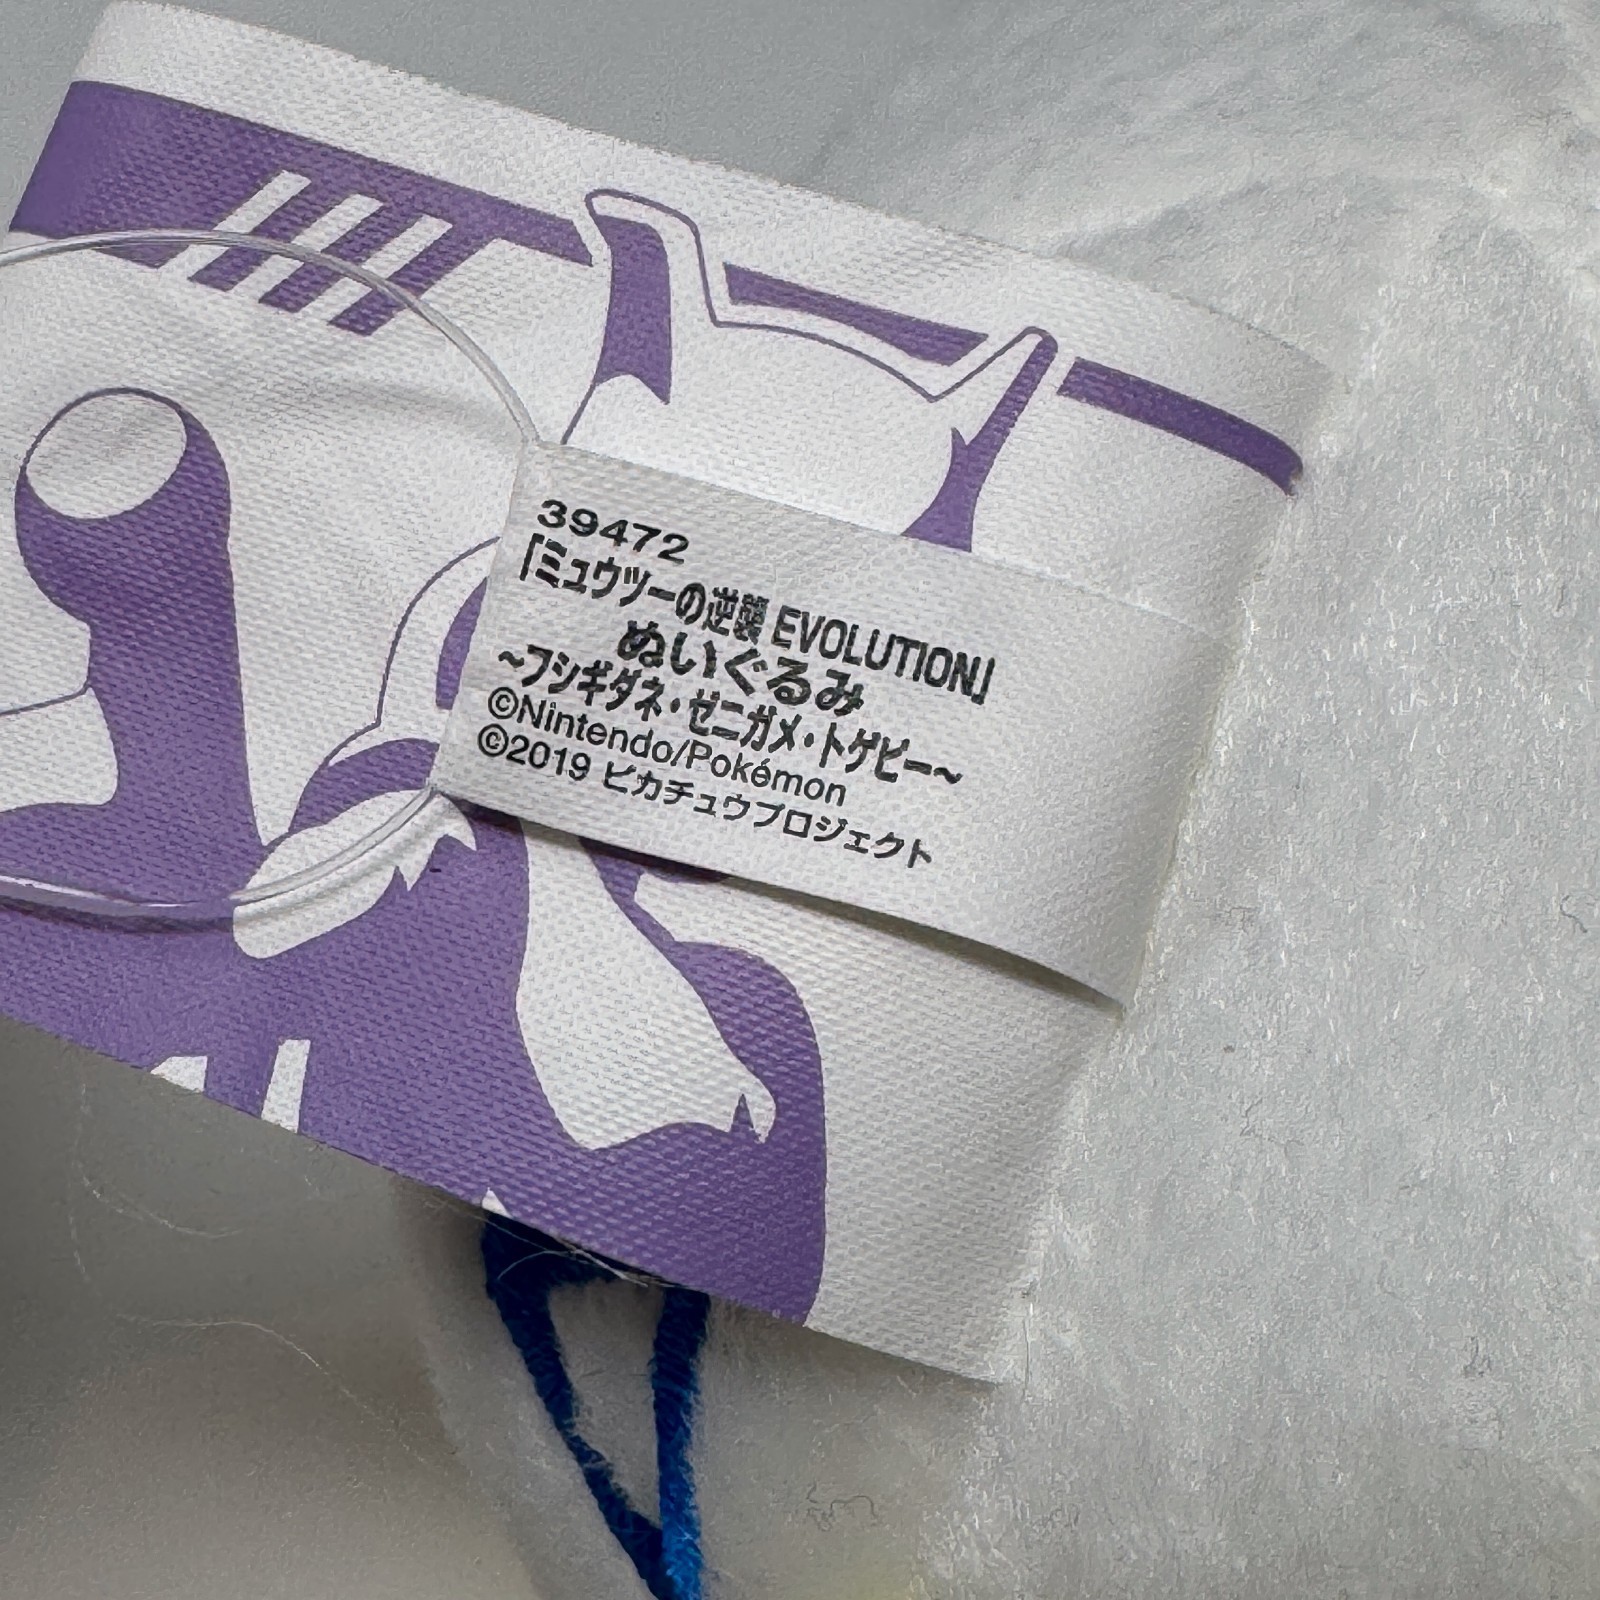 39472
「ミュウツーの逆襲 EVOLUTION」
ぬいぐるみ
~フシギダネ・ゼニガメ・トゲピー~
©Nintendo/Pokémon
©2019 ピカチュウプロジェクト